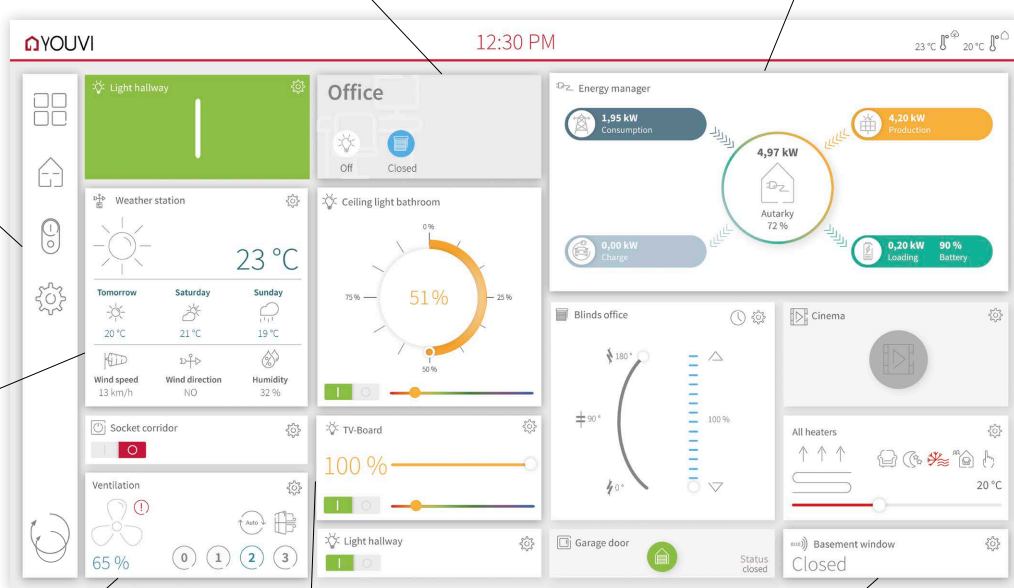 YOUVI
12:30 PM
23 °C 20 °C
Light hallway
Office
Off Closed
Energy manager
1,95 kW
Consumption
4,20 kW
Production
4,97 kW
Autarky
72 %
0,00 kW
Charge
0,20 kW 90 %
Loading Battery
Weather station
23 °C
Tomorrow Saturday Sunday
20 °C 21 °C 19 °C
Wind speed Wind direction Humidity
13 km/h NO 32 %
Ceiling light bathroom
0 %
75 % 51% 25 %
50 %
Blinds office
180 °
90 ° 100 %
0 °
Cinema
Socket corridor
TV-Board
100 %
All heaters
20 °C
Ventilation
Auto
65 % 0 1 2 3
Light hallway
Garage door
Status
closed
Basement window
Closed